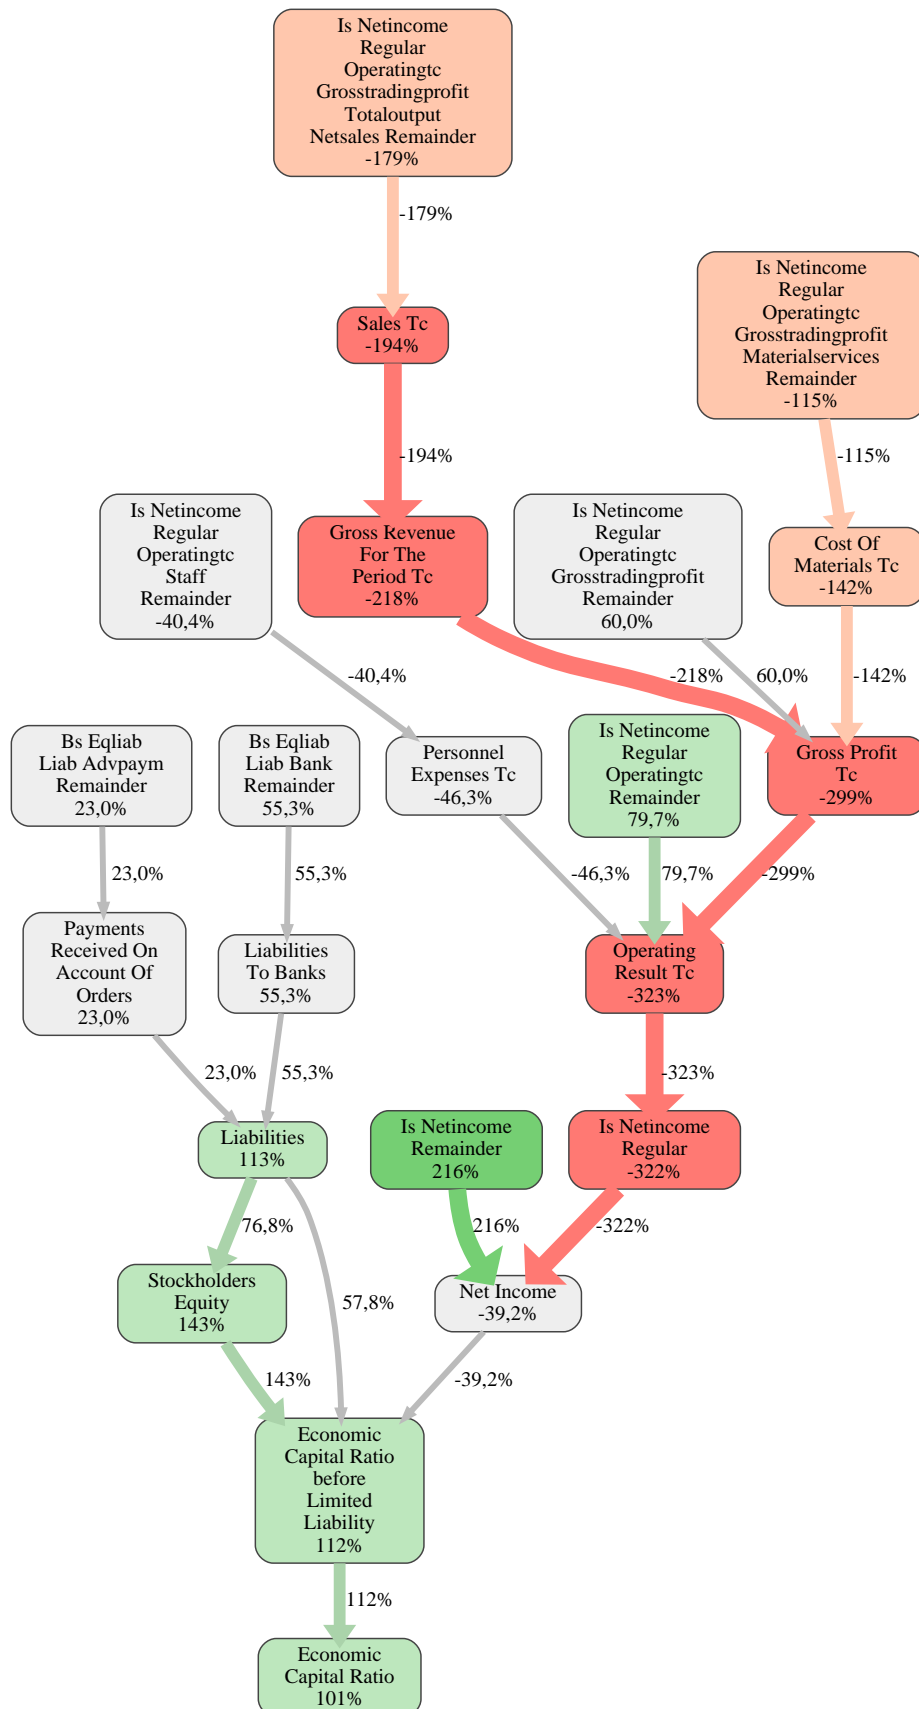 Is Netincome
Regular
Operatingtc
Grosstradingprofit
Totaloutput
Netsales Remainder
-179%
-179%
Is Netincome
Regular
Operatingtc
Grosstradingprofit
Materialservices
Remainder
-115%
Sales Tc
-194%
-194%
-115%
Is Netincome
Regular
Operatingtc
Staff
Remainder
-40,4%
Gross Revenue
For The
Period Tc
-218%
Is Netincome
Regular
Operatingtc
Grosstradingprofit
Remainder
60,0%
Cost Of
Materials Tc
-142%
-40,4%
-218%
60,0%
-142%
Bs Eqliab
Liab Advpaym
Remainder
23,0%
Bs Eqliab
Liab Bank
Remainder
55,3%
Personnel
Expenses Tc
-46,3%
Is Netincome
Regular
Operatingtc
Remainder
79,7%
Gross Profit
Tc
-299%
23,0%
55,3%
-46,3%
79,7%
-299%
Payments
Received On
Account Of
Orders
23,0%
Liabilities
To Banks
55,3%
Operating
Result Tc
-323%
23,0%
55,3%
-323%
Liabilities
113%
Is Netincome
Remainder
216%
Is Netincome
Regular
-322%
76,8%
216%
-322%
Stockholders
Equity
143%
57,8%
Net Income
-39,2%
143%
-39,2%
Economic
Capital Ratio
before
Limited
Liability
112%
112%
Economic
Capital Ratio
101%